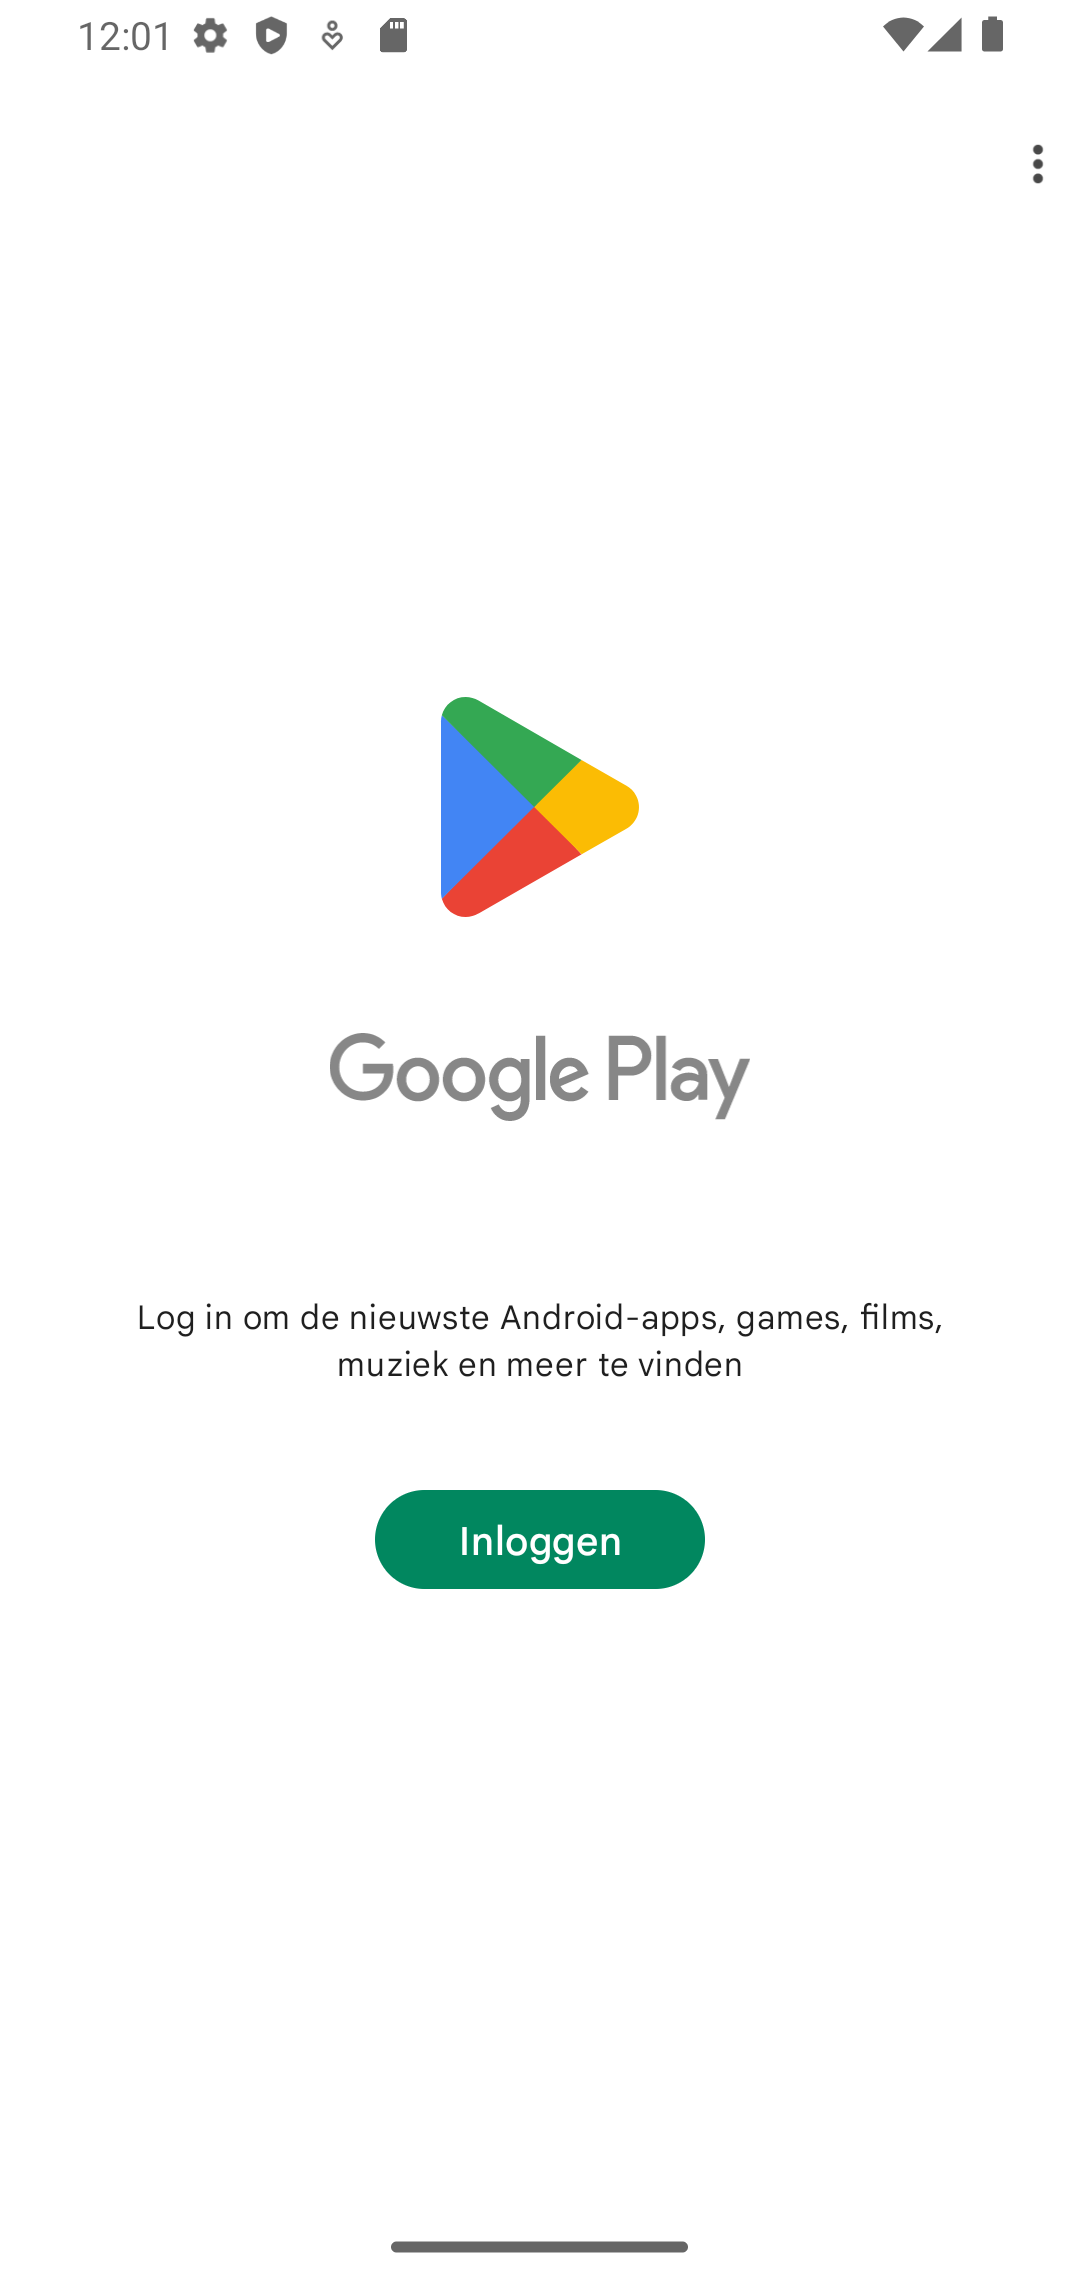 12:01
Google Play
Log in om de nieuwste Android-apps, games, films,
muziek en meer te vinden
Inloggen